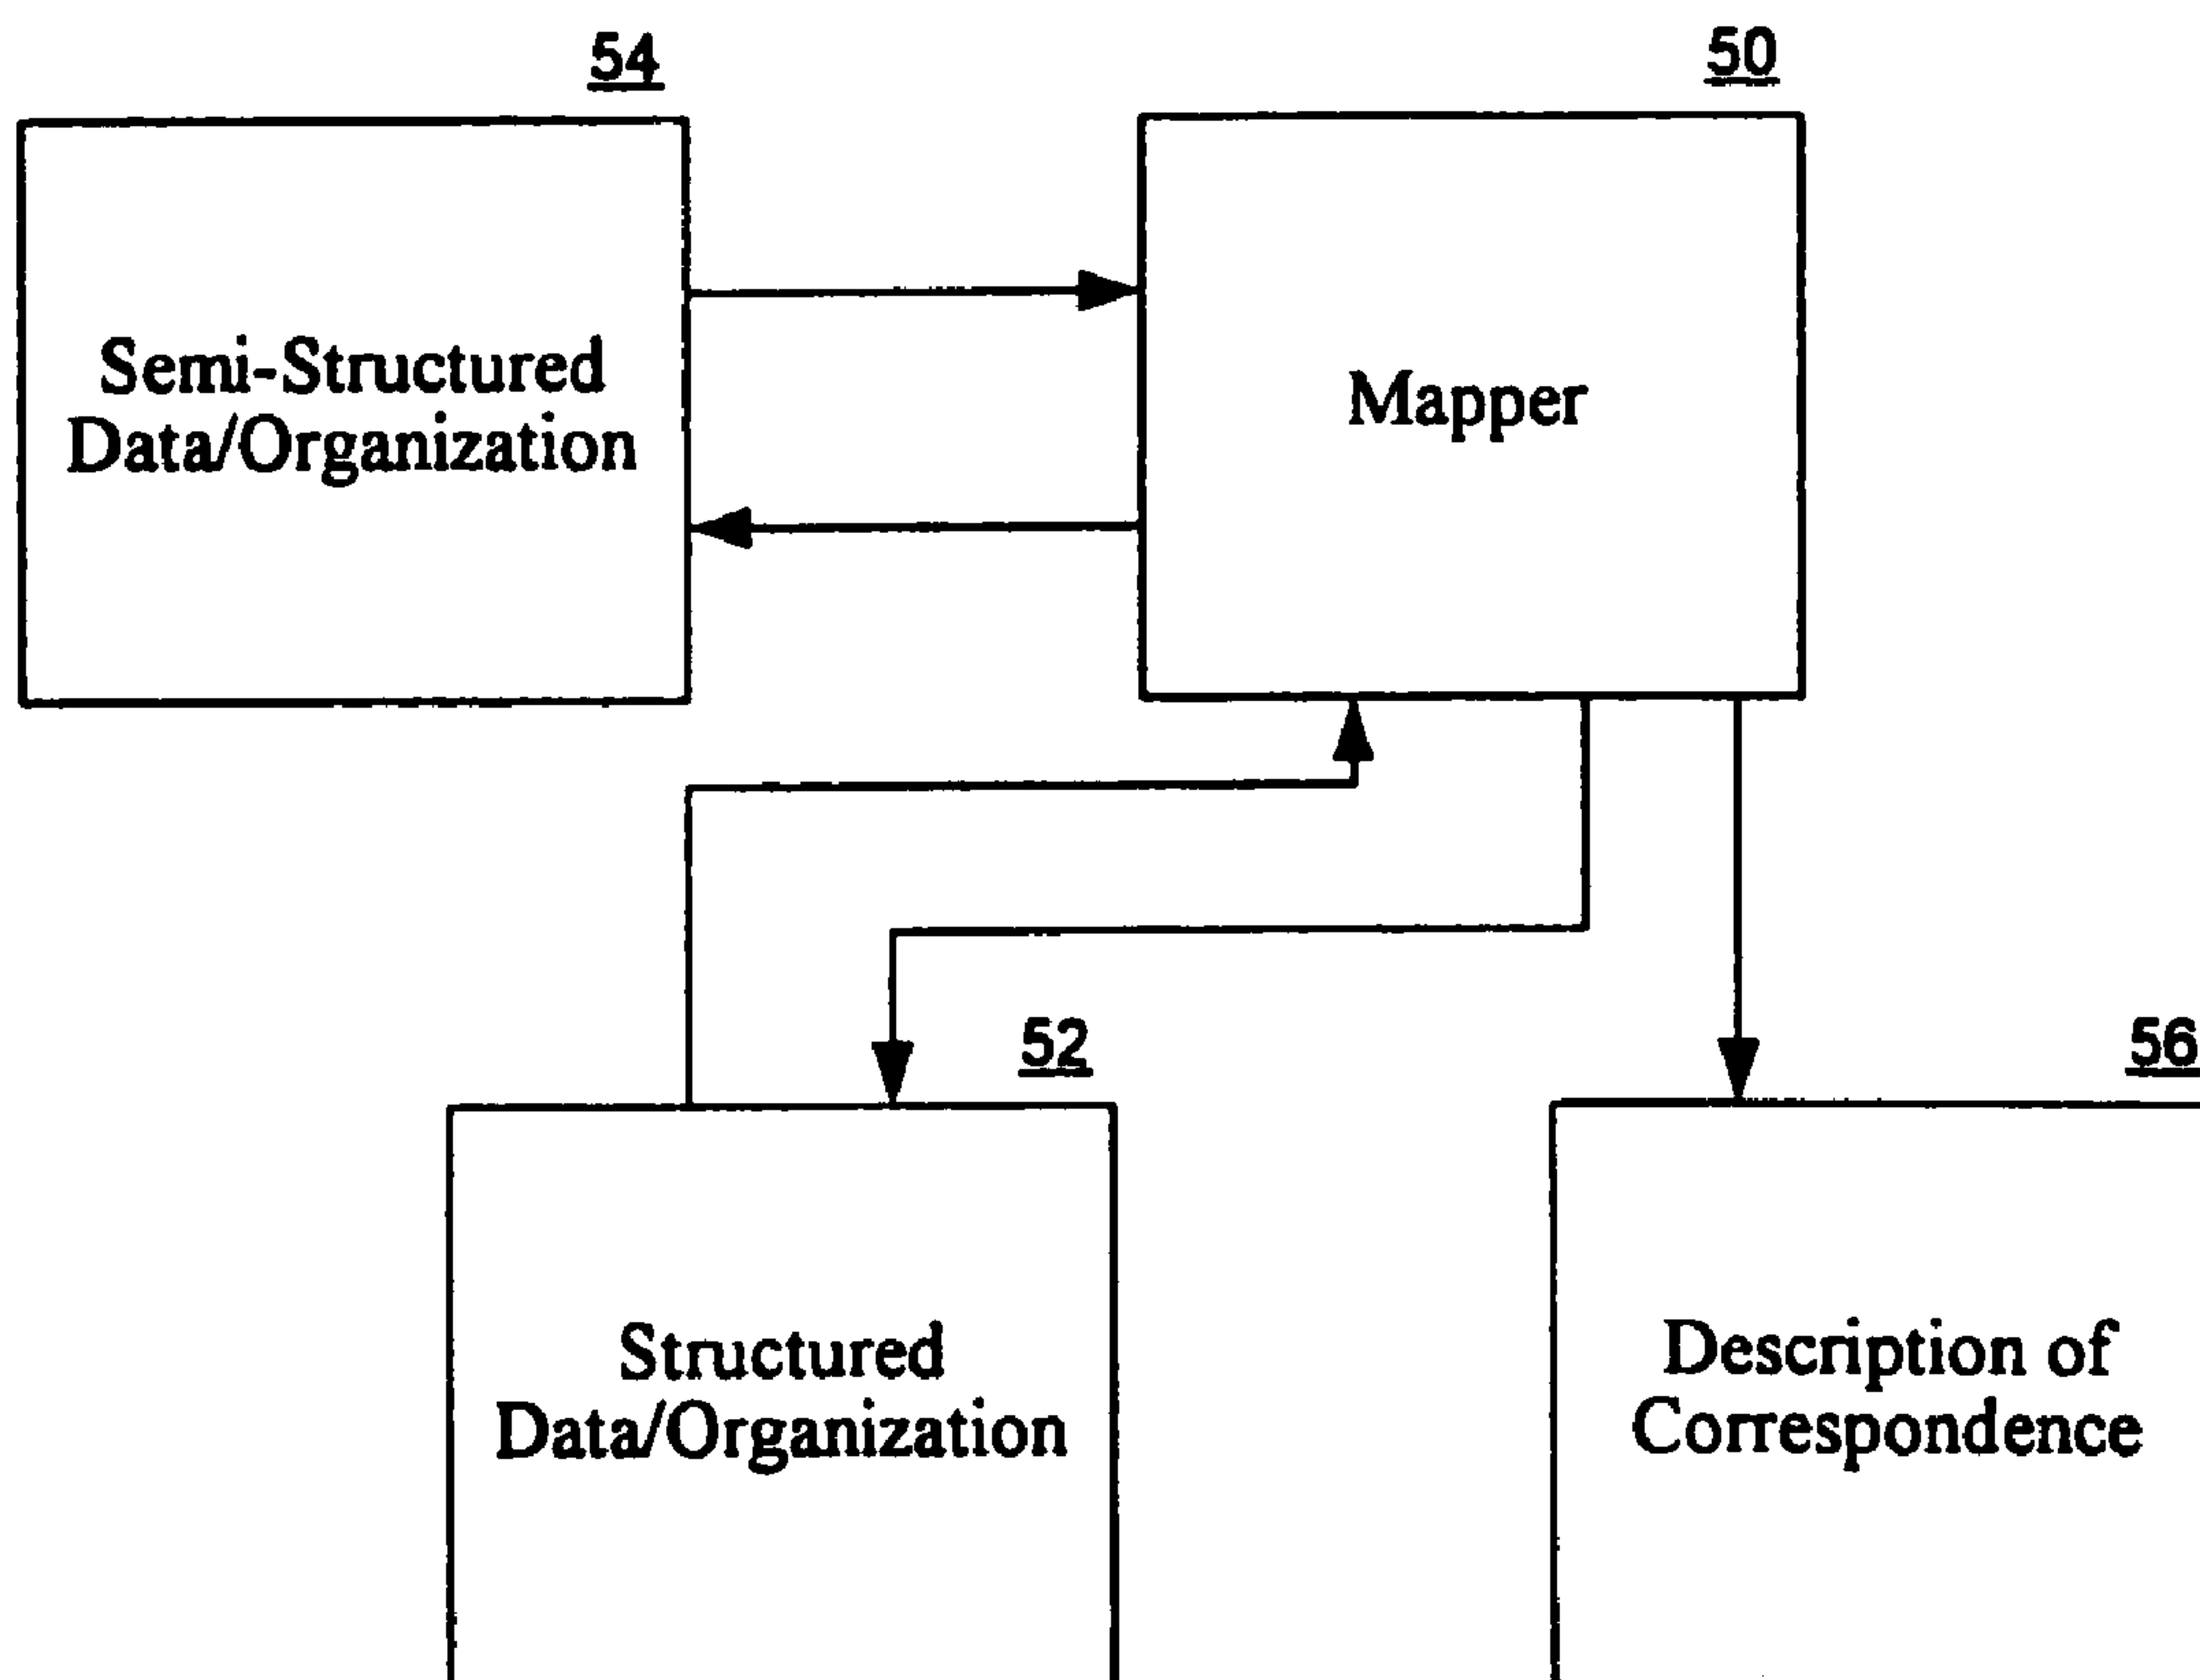 54
50
Semi-Structured
Data/Organization
Mapper
52
56
Structured
Data/Organization
Description of
Correspondence